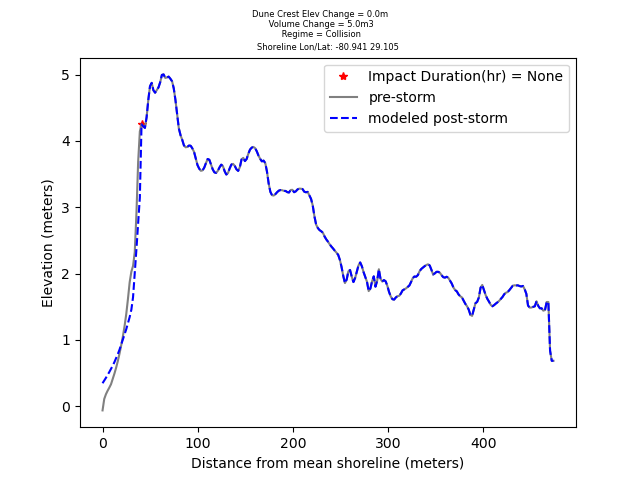 Dune Crest Elev Change = 0.0m
Volume Change = 5.0m3
Regime = Collision
Shoreline Lon/Lat: -80.941 29.105
Impact Duration(hr) = None
pre-storm
modeled post-storm
Elevation (meters)
5
4
3
2
1
0
0 100 200 300 400
Distance from mean shoreline (meters)